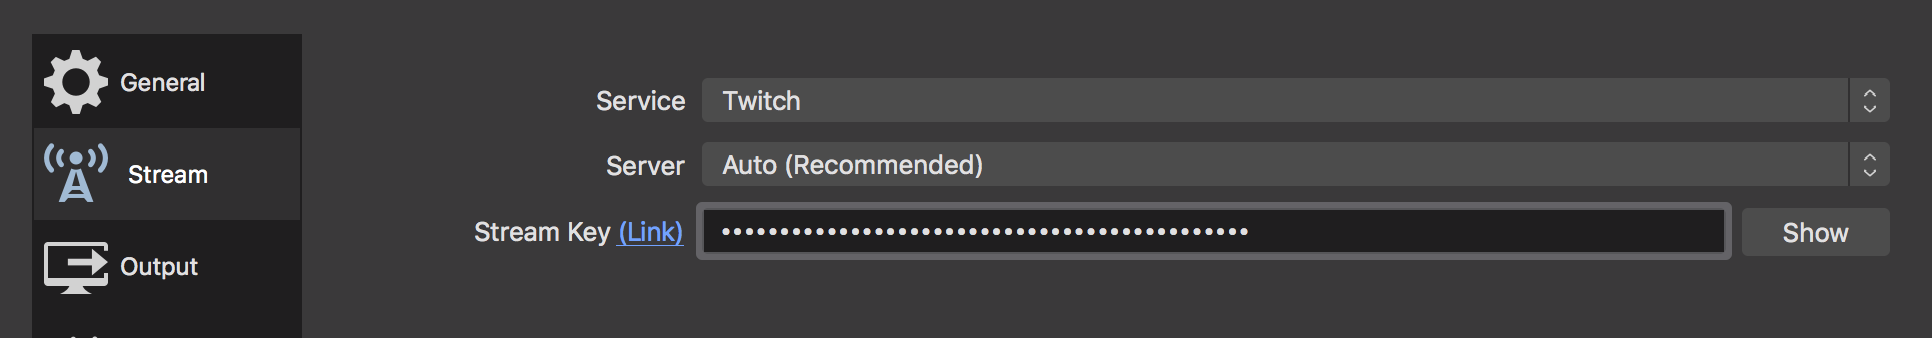 General
Stream
Output
Service Twitch
Server Auto (Recommended)
Stream Key (Link) ••••••••••••••••••••••••••••••••••••••••••••• Show